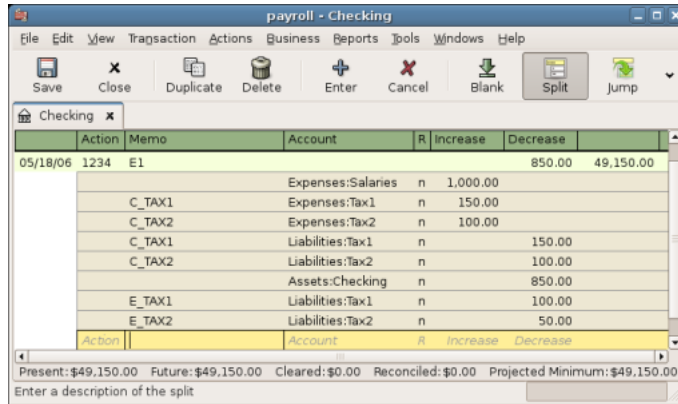 payroll - Checking
File Edit View Transaction Actions Business Reports Tools Windows Help
Save Close Duplicate Delete Enter Cancel Blank Split Jump
Checking
Action Memo Account R Increase Decrease
05/18/06 1234 E1 850.00 49,150.00
Expenses:Salaries n 1,000.00
C_TAX1 Expenses:Tax1 n 150.00
C_TAX2 Expenses:Tax2 n 100.00
C_TAX1 Liabilities:Tax1 n 150.00
C_TAX2 Liabilities:Tax2 n 100.00
Assets:Checking n 850.00
E_TAX1 Liabilities:Tax1 n 100.00
E_TAX2 Liabilities:Tax2 n 50.00
Action Account R Increase Decrease
Present:$49,150.00 Future:$49,150.00 Cleared:$0.00 Reconciled:$0.00 Projected Minimum:$49,150.00
Enter a description of the split